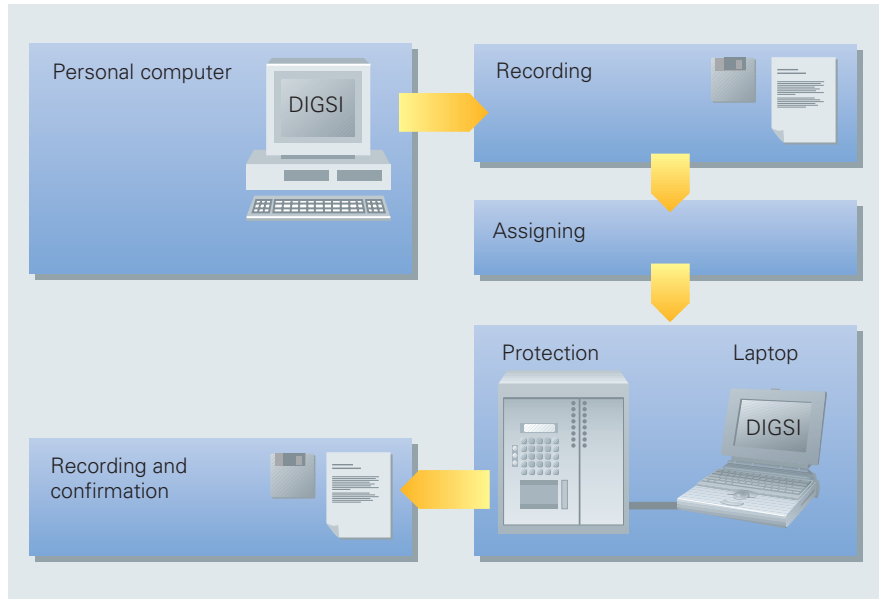 Personal computer
DIGSI
Recording
Assigning
Protection
Laptop
DIGSI
Recording and
confirmation